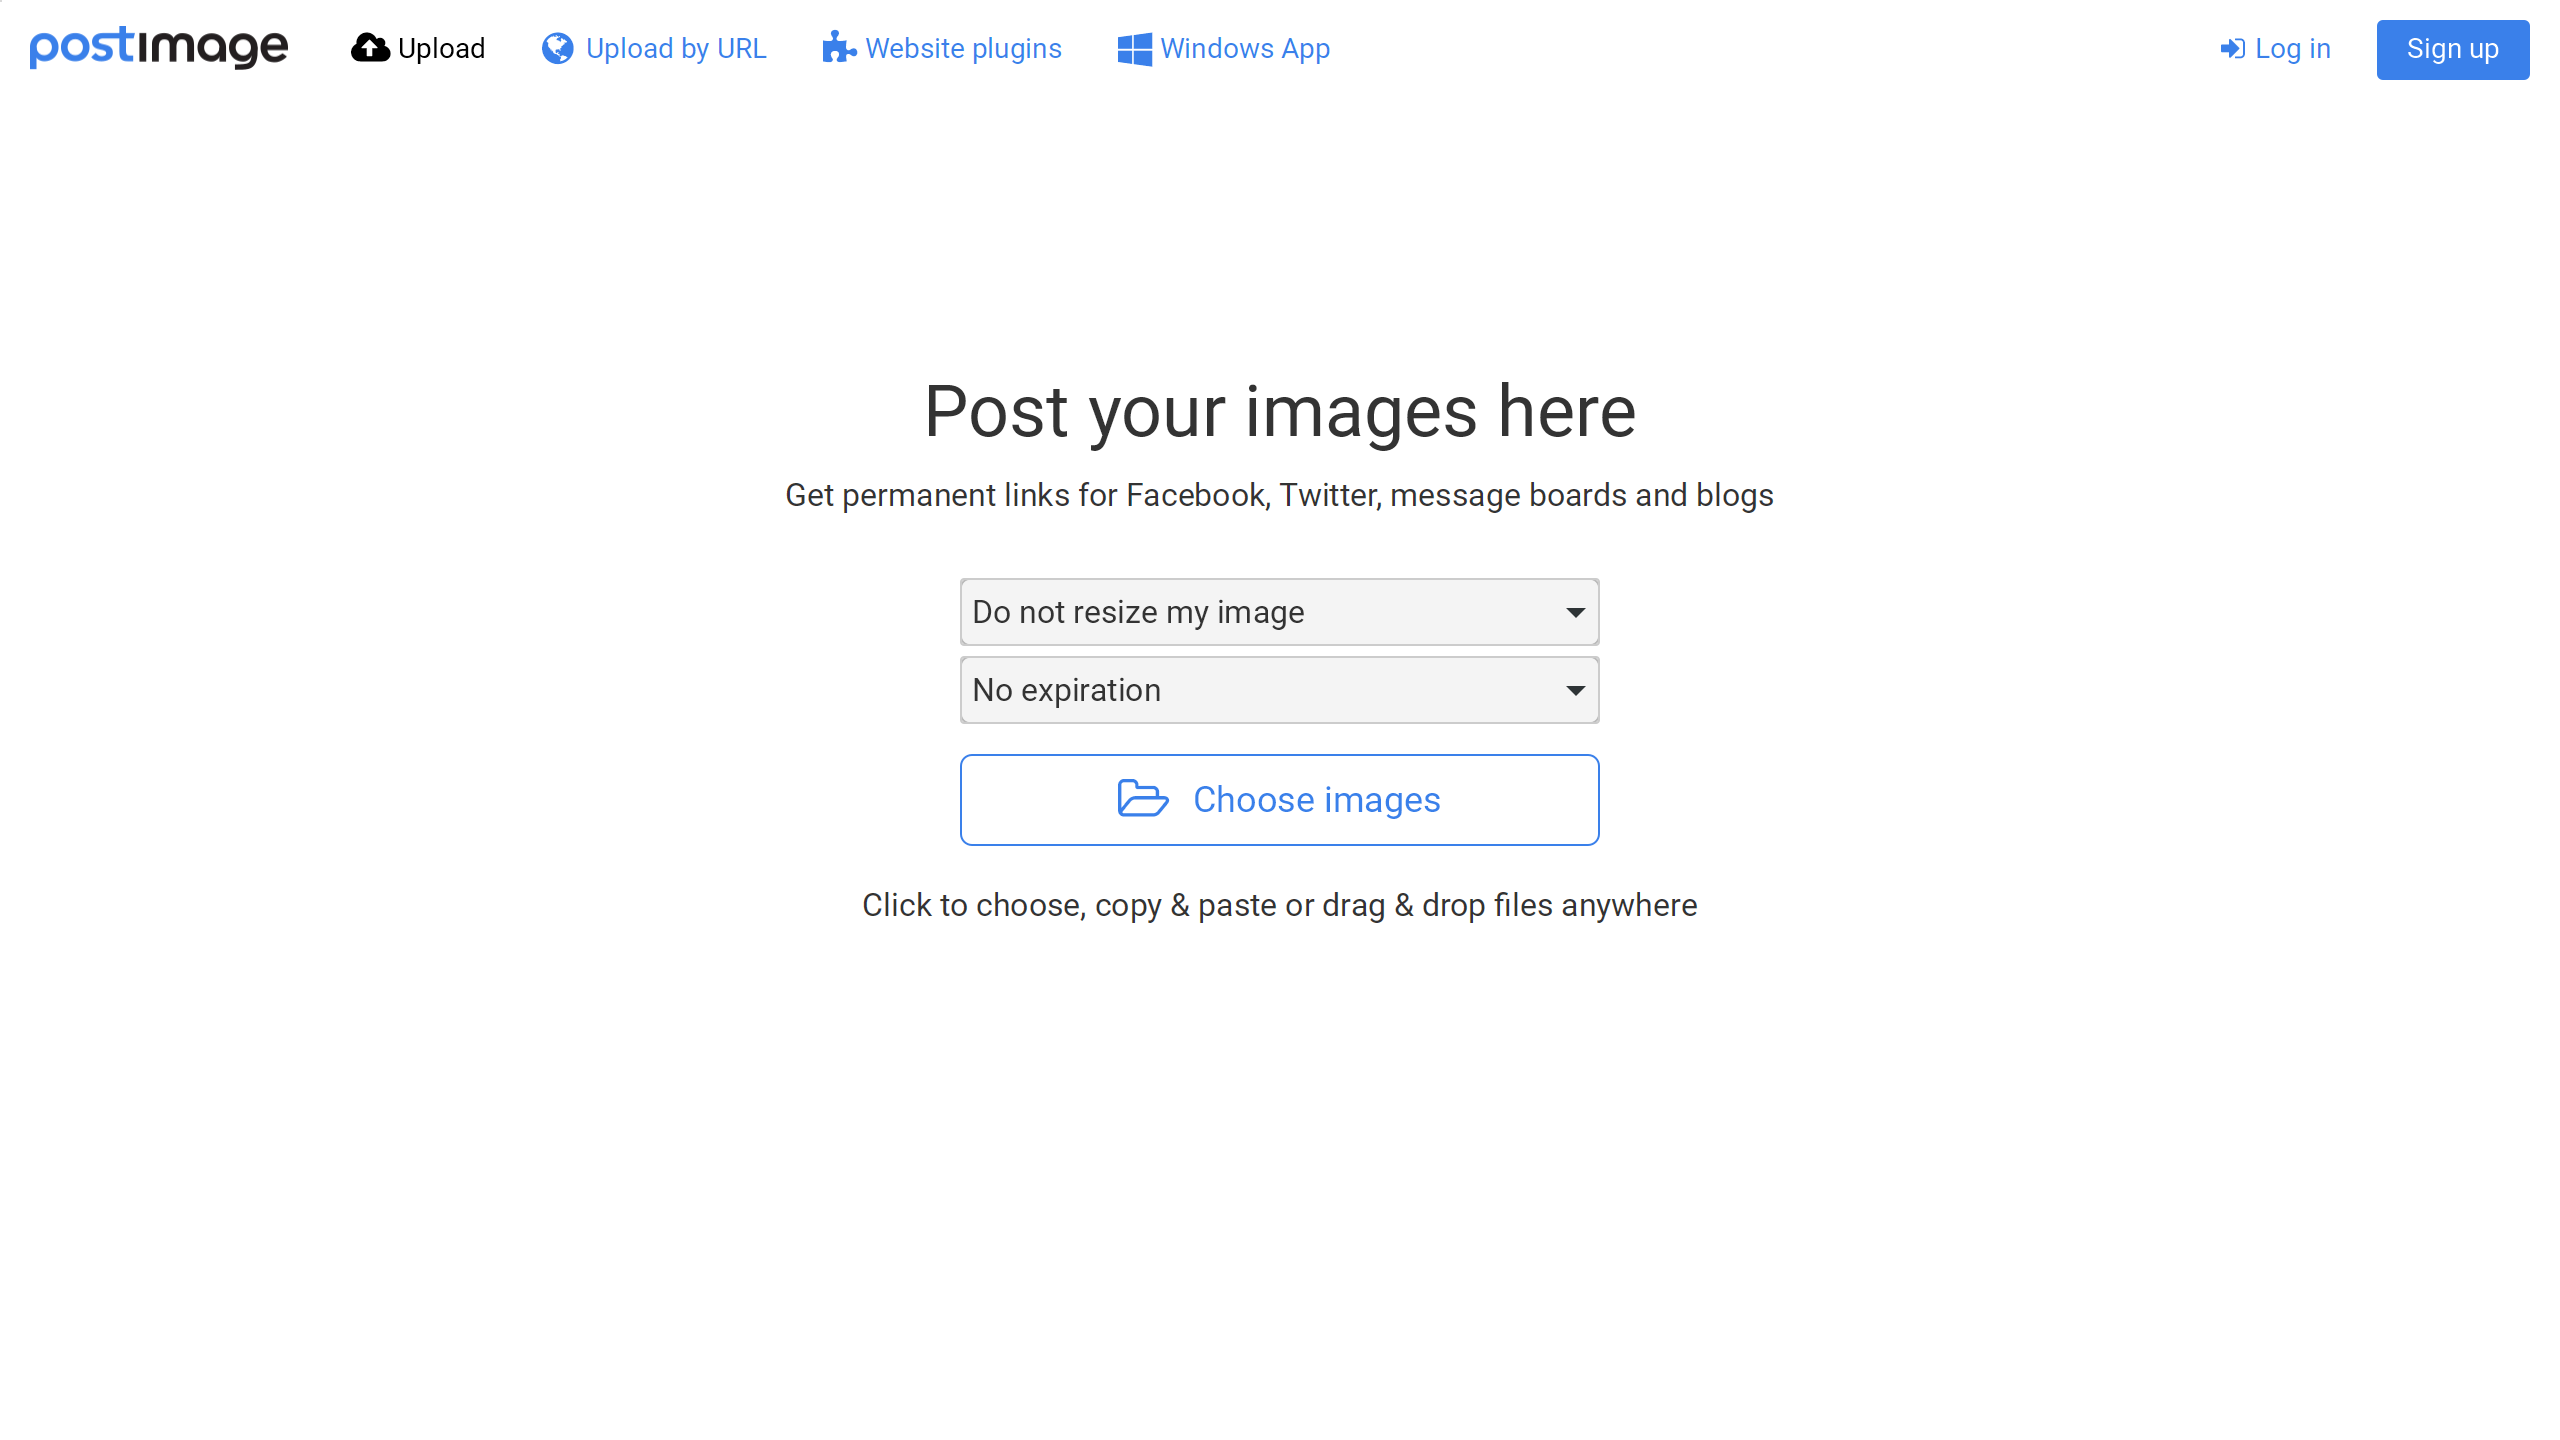 postimage
Upload
Upload by URL
Website plugins
Windows App
Log in
Sign up
Post your images here
Get permanent links for Facebook, Twitter, message boards and blogs
Do not resize my image
No expiration
Choose images
Click to choose, copy & paste or drag & drop files anywhere